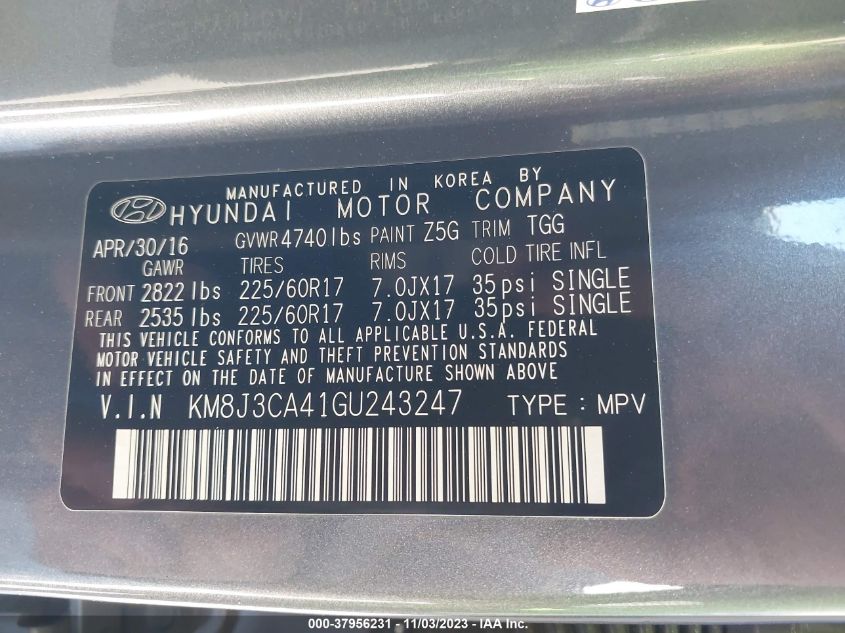 MANUFACTURED IN KOREA BY
HYUNDAI MOTOR COMPANY
APR/30/16 GVWR 4740 lbs PAINT Z5G TRIM TGG
GAWR TIRES RIMS COLD TIRE INFL
FRONT 2822 lbs 225/60R17 7.0JX17 35psi SINGLE
REAR 2535 lbs 225/60R17 7.0JX17 35psi SINGLE
THIS VEHICLE CONFORMS TO ALL APPLICABLE U.S.A. FEDERAL
MOTOR VEHICLE SAFETY AND THEFT PREVENTION STANDARDS
IN EFFECT ON THE DATE OF MANUFACTURE SHOWN ABOVE
V.I.N KM8J3CA41GU243247 TYPE : MPV
000-37956231 - 11/03/2023 - IAA Inc.